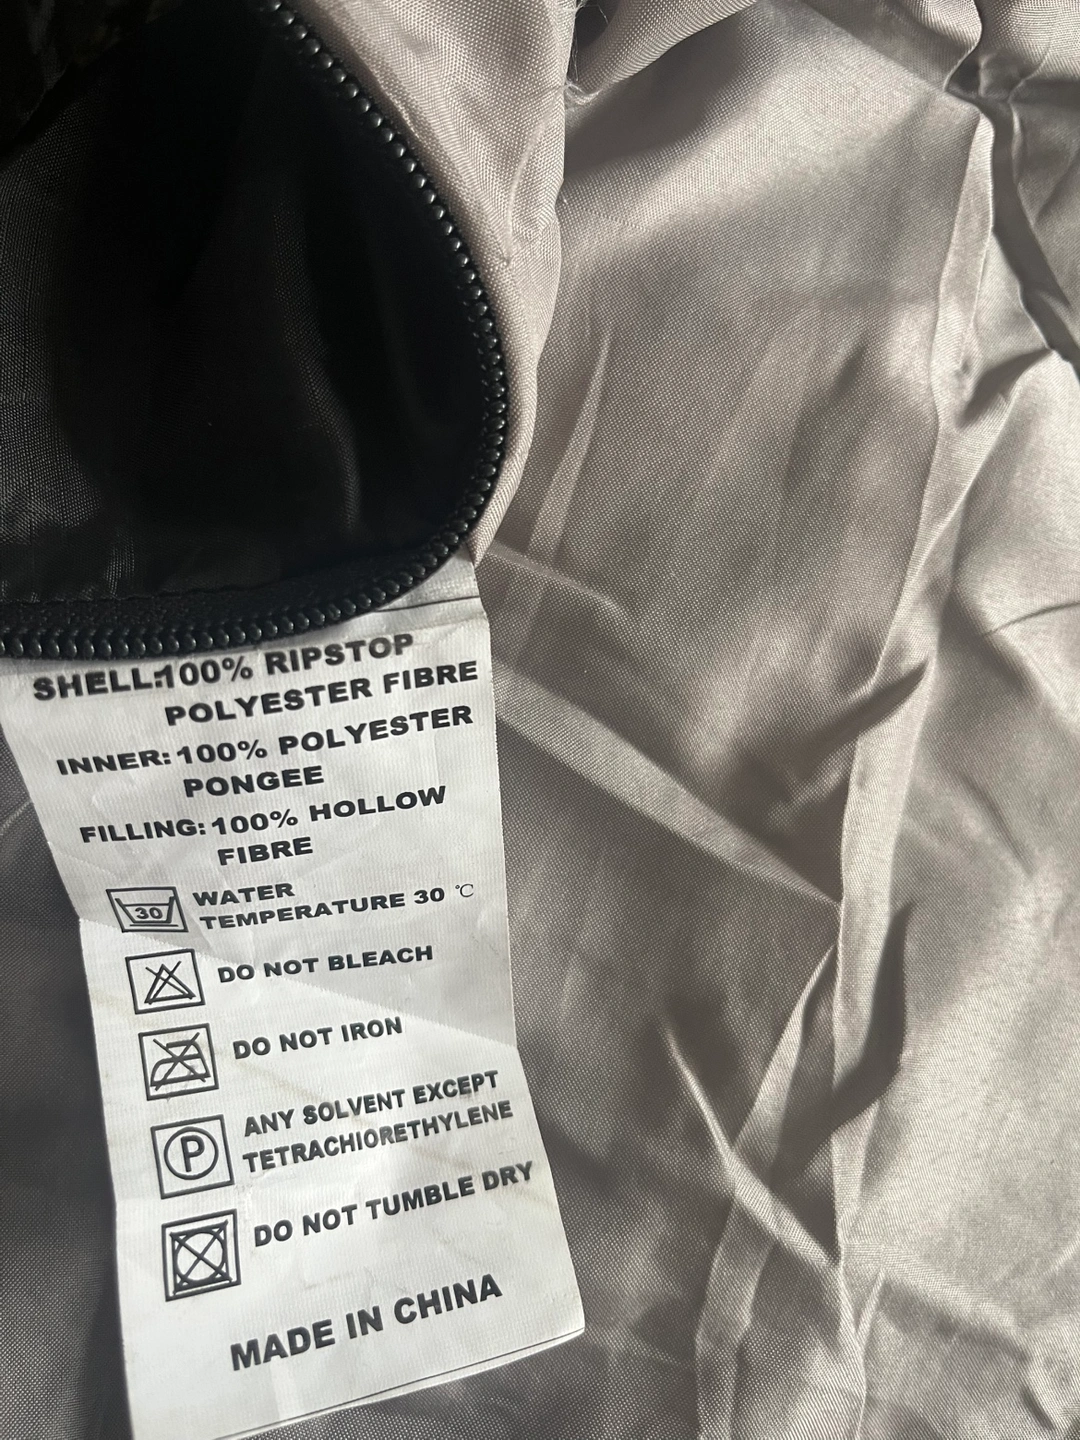 SHELL:100% RIPSTOP
POLYESTER FIBRE
INNER:100% POLYESTER
PONGEE
FILLING:100% HOLLOW
FIBRE
30
WATER
TEMPERATURE 30 ℃
DO NOT BLEACH
DO NOT IRON
P
ANY SOLVENT EXCEPT
TETRACHIORETHYLENE
DO NOT TUMBLE DRY
MADE IN CHINA